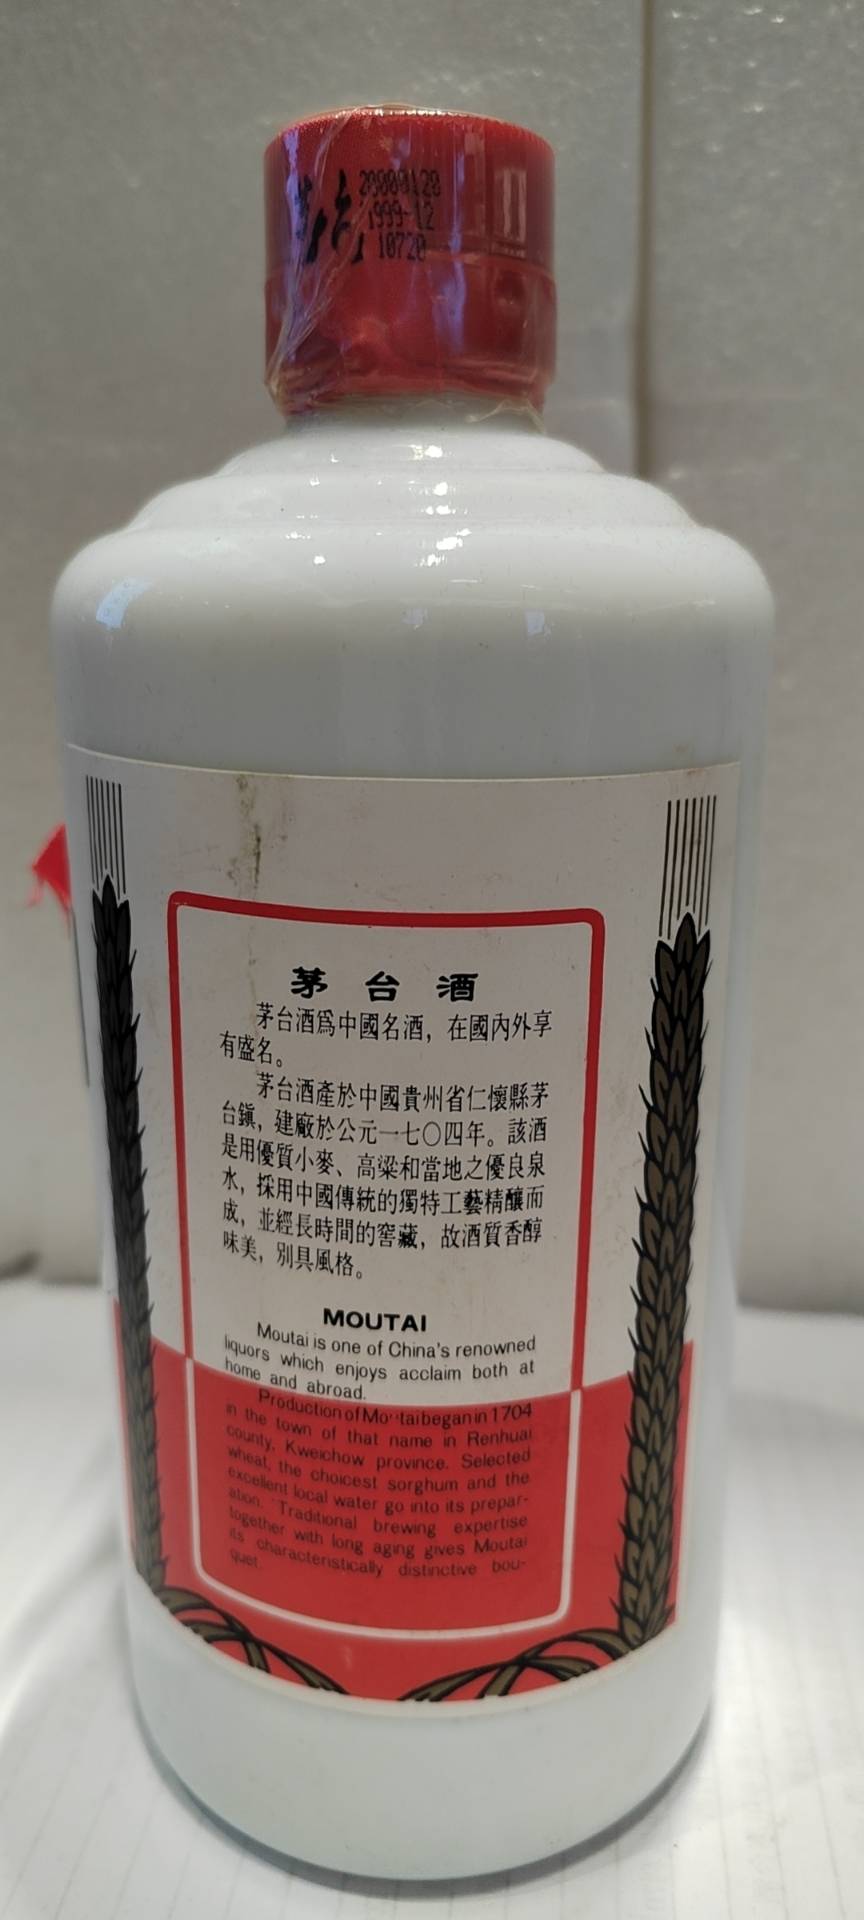 茅台
20000120
1999-12
10720
茅台酒
茅台酒爲中國名酒，在國內外享
有盛名。
茅台酒產於中國貴州省仁懷縣茅
台鎮，建廠於公元一七〇四年。該酒
是用優質小麥、高粱和當地之優良泉
水，採用中國傳統的獨特工藝精釀而
成，並經長時間的窖藏，故酒質香醇
味美，別具風格。
MOUTAI
Moutai is one of China's renowned
liquors which enjoys acclaim both at
home and abroad.
Production of Moutai began in 1704
in the town of that name in Renhuai
county, Kweichow province. Selected
wheat, the choicest sorghum and the
excellent local water go into its prepar-
ation. Traditional brewing expertise
together with long aging gives Moutai
its characteristically distinctive bou-
quet.